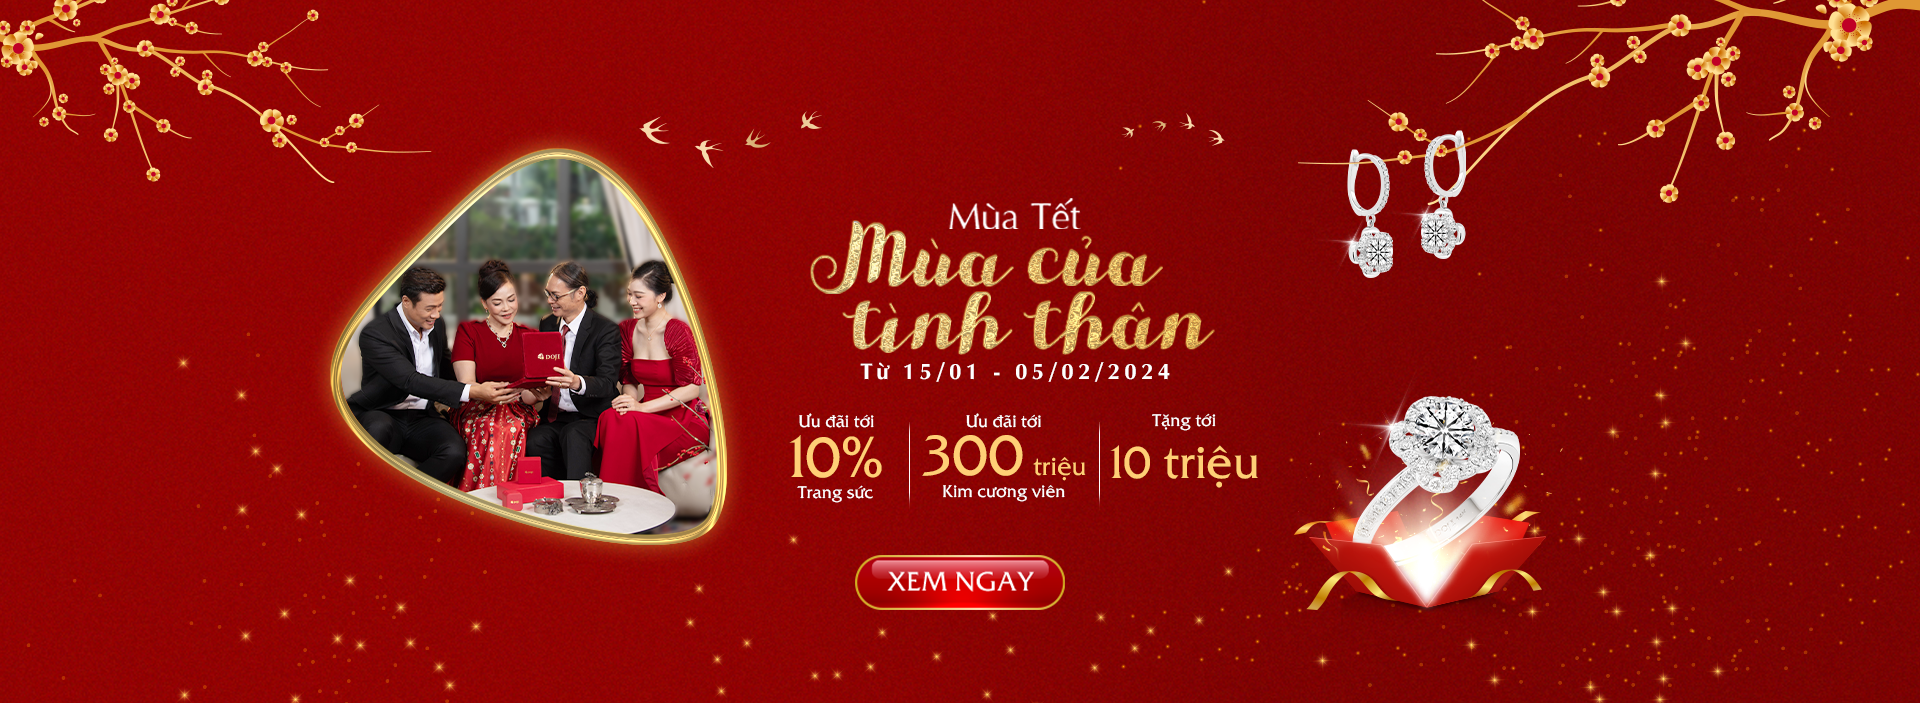 DOJI
Mùa Tết
Mùa của
tình thân
Từ 15/01 - 05/02/2024
Ưu đãi tới
10%
Trang sức
Ưu đãi tới
300 triệu
Kim cương viên
Tặng tới
10 triệu
XEM NGAY